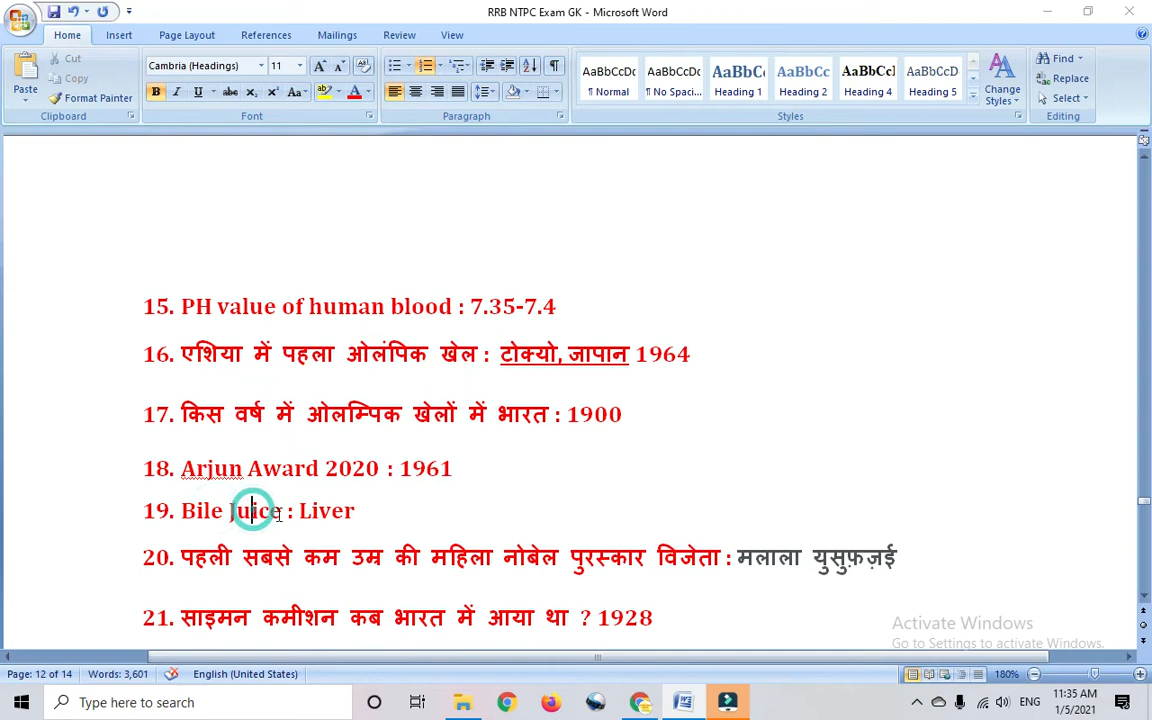 RRB NTPC Exam GK - Microsoft Word
Home Insert Page Layout References Mailings Review View
Cut
Cambria (Headings) 11
AaBbCcDc AaBbCcDc AaBbC AaBbCc AaBbCcI AaBbCcDc
Find
Copy
Replace
Paste
Format Painter
¶ Normal ¶ No Spaci... Heading 1 Heading 2 Heading 4 Heading 5
Change Styles
Select
Clipboard Font Paragraph Styles Editing
15. PH value of human blood : 7.35-7.4
16. एशिया में पहला ओलंपिक खेल : टोक्यो, जापान 1964
17. किस वर्ष में ओलम्पिक खेलों में भारत : 1900
18. Arjun Award 2020 : 1961
19. Bile Juice : Liver
20. पहली सबसे कम उम्र की महिला नोबेल पुरस्कार विजेता : मलाला युसुफ़ज़ई
21. साइमन कमीशन कब भारत में आया था ? 1928
Activate Windows
Go to Settings to activate Windows.
Page: 12 of 14 Words: 3,601 English (United States) 180%
Type here to search
ENG
11:35 AM
1/5/2021